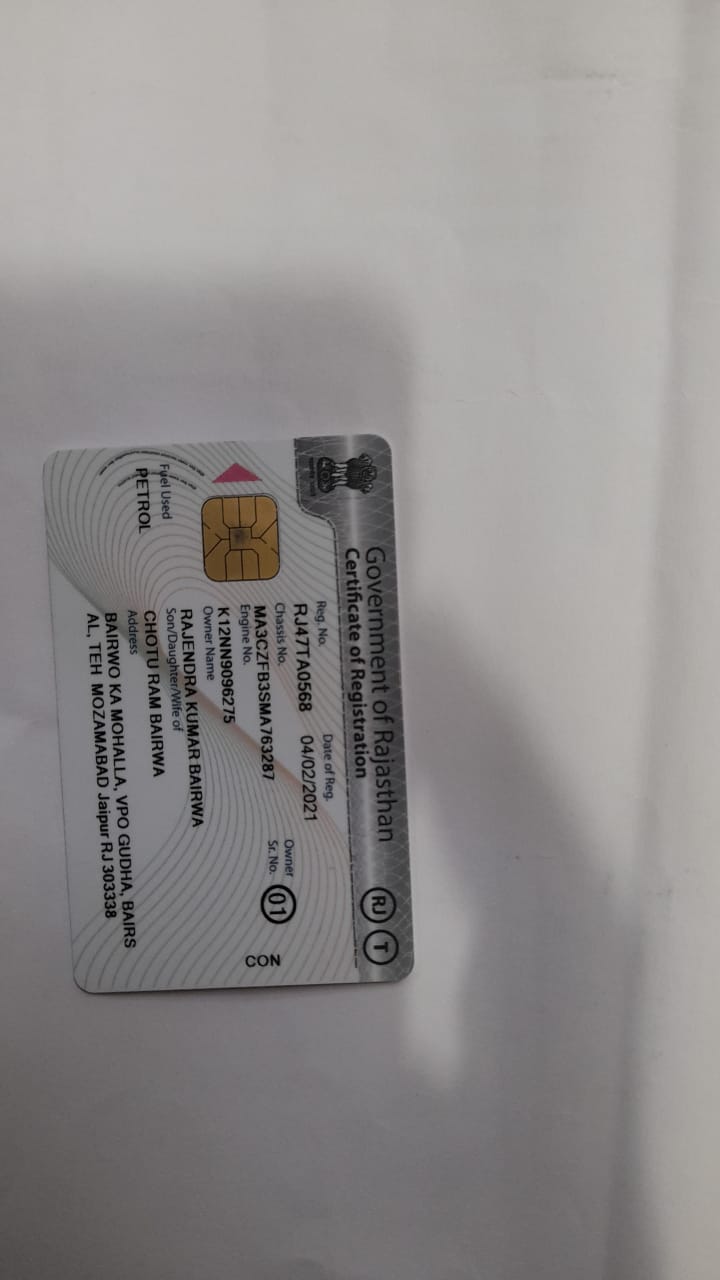 Government of Rajasthan
Certificate of Registration
RJ T
Reg. No. Date of Reg.
RJ47TA0568 04/02/2021
Chassis No. Owner Sr. No. 01
MA3CZFB3SMA763287
Engine No. CON
K12NN9096275
Owner Name
RAJENDRA KUMAR BAIRWA
Son/Daughter/Wife of
CHOTU RAM BAIRWA
Fuel Used
PETROL
Address
BAIRWO KA MOHALLA, VPO GUDHA, BAIRS
AL, TEH MOZAMABAD Jaipur RJ 303338